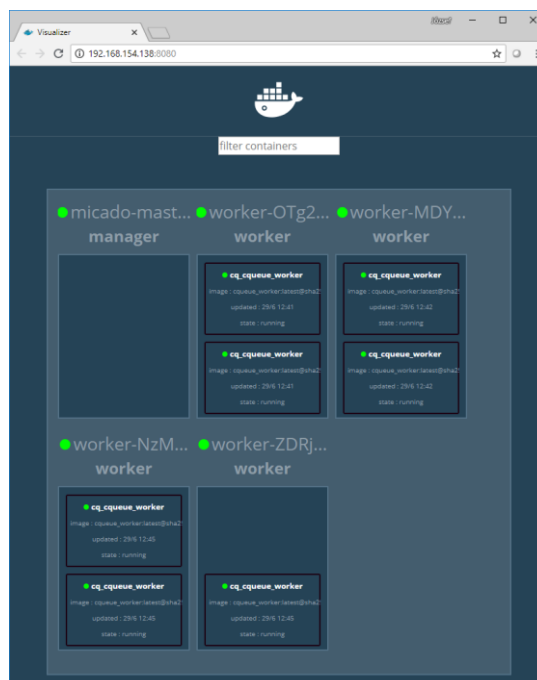 Visualizer
192.168.154.138:8080
filter containers
micado-mast...
manager
worker-OTg2...
worker
cq_cqueue_worker
image : cqueue_worker:latest@sha2
updated : 29/6 12:41
state : running
cq_cqueue_worker
image : cqueue_worker:latest@sha2
updated : 29/6 12:41
state : running
worker-MDY...
worker
cq_cqueue_worker
image : cqueue_worker:latest@sha2
updated : 29/6 12:42
state : running
cq_cqueue_worker
image : cqueue_worker:latest@sha2
updated : 29/6 12:42
state : running
worker-NzM...
worker
cq_cqueue_worker
image : cqueue_worker:latest@sha2
updated : 29/6 12:45
state : running
cq_cqueue_worker
image : cqueue_worker:latest@sha2
updated : 29/6 12:45
state : running
worker-ZDRj...
worker
cq_cqueue_worker
image : cqueue_worker:latest@sha2
updated : 29/6 12:45
state : running